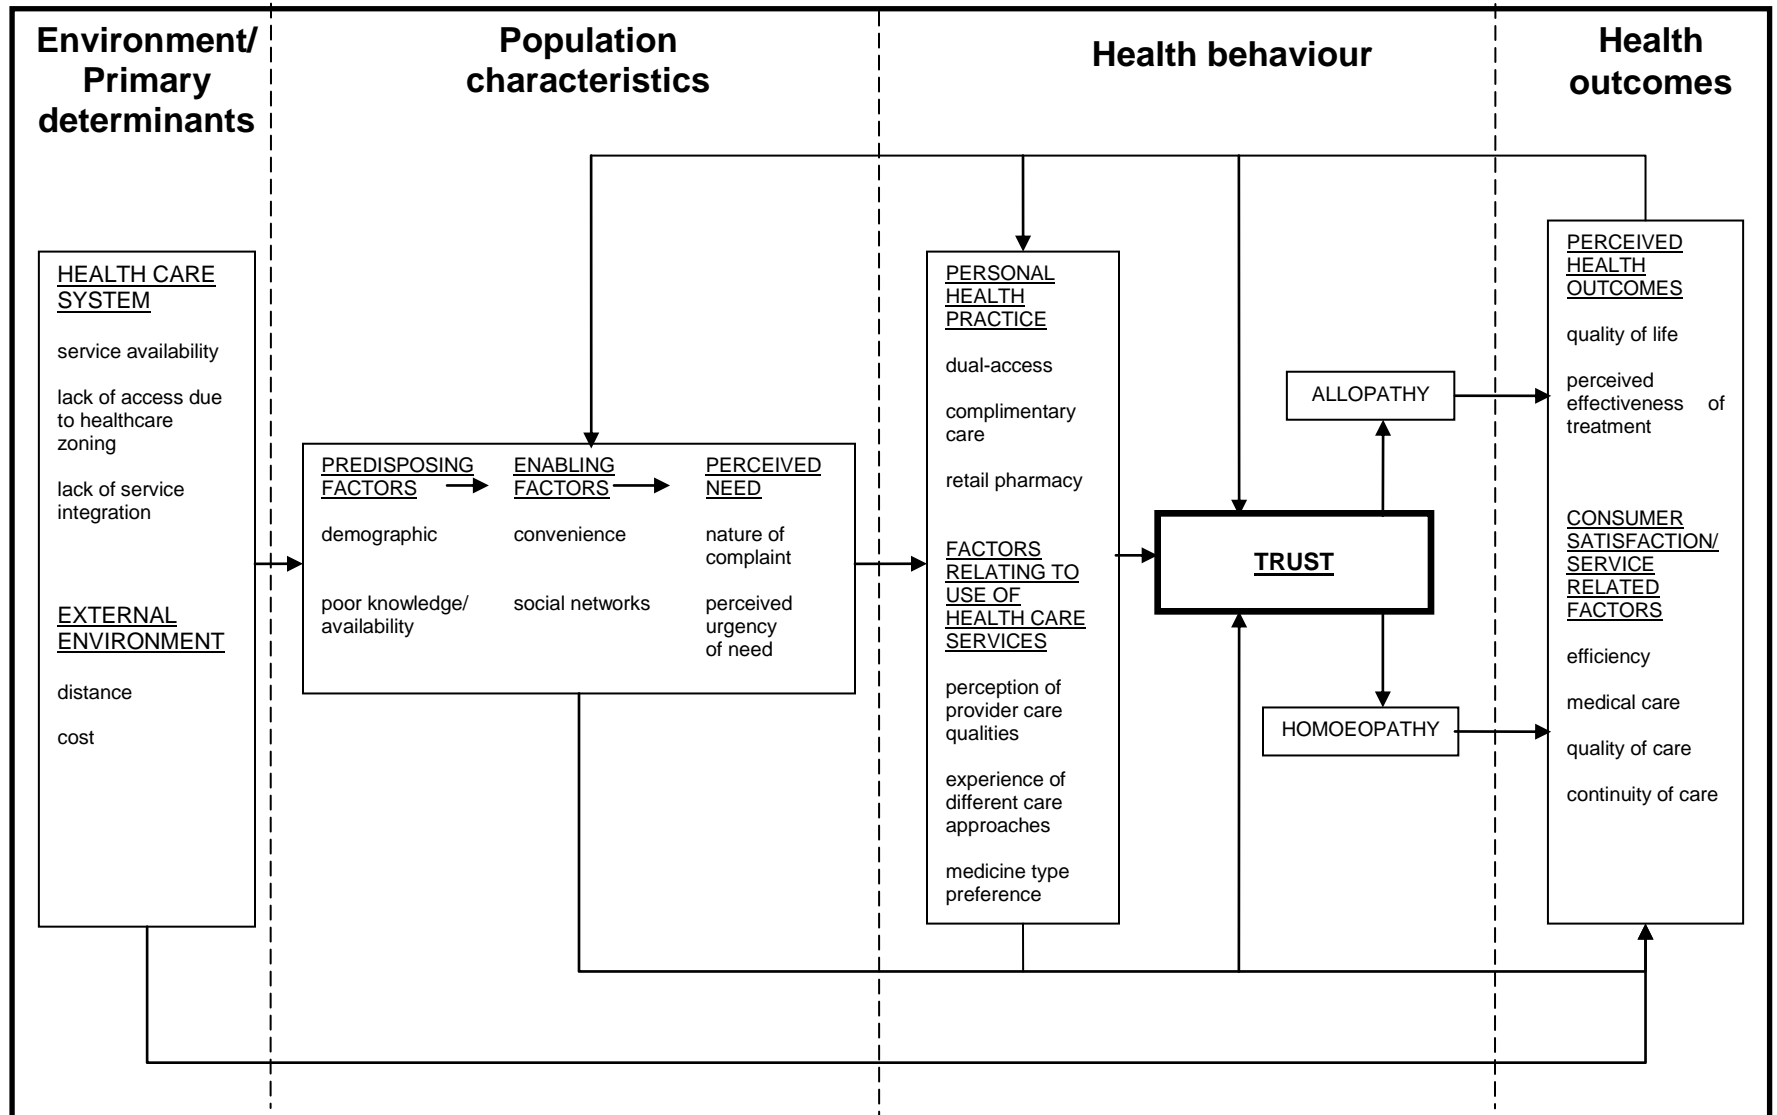 Environment/
Primary
determinants
Population
characteristics
Health behaviour
Health
outcomes
HEALTH CARE
SYSTEM
service availability
lack of access due
to healthcare
zoning
lack of service
integration
EXTERNAL
ENVIRONMENT
distance
cost
PREDISPOSING
FACTORS
demographic
poor knowledge/
availability
ENABLING
FACTORS
convenience
social networks
PERCEIVED
NEED
nature of
complaint
perceived
urgency
of need
PERSONAL
HEALTH
PRACTICE
dual-access
complimentary
care
retail pharmacy
FACTORS
RELATING TO
USE OF
HEALTH CARE
SERVICES
perception of
provider care
qualities
experience of
different care
approaches
medicine type
preference
TRUST
ALLOPATHY
HOMOEOPATHY
PERCEIVED
HEALTH
OUTCOMES
quality of life
perceived
effectiveness of
treatment
CONSUMER
SATISFACTION/
SERVICE
RELATED
FACTORS
efficiency
medical care
quality of care
continuity of care